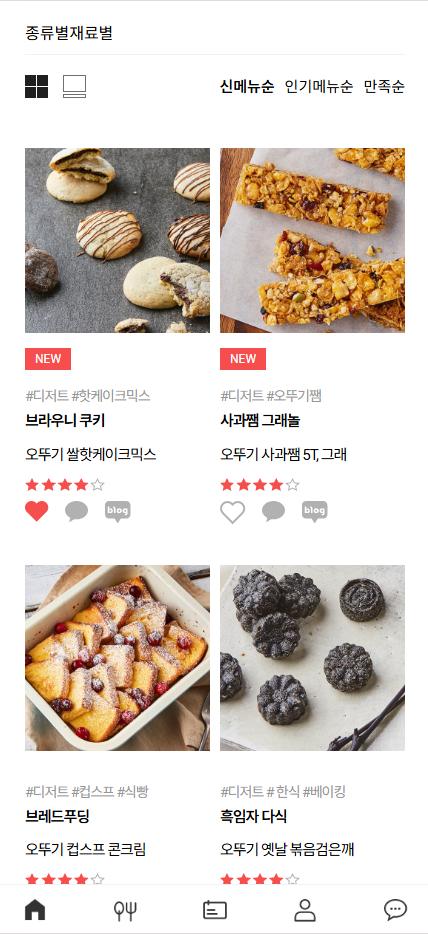 종류별재료별
신메뉴순 인기메뉴순 만족순
NEW
#디저트 #핫케이크믹스
브라우니 쿠키
오뚜기 쌀핫케이크믹스
blog
NEW
#디저트 #오뚜기쨈
사과쨈 그래놀
오뚜기 사과쨈 5T, 그래
blog
#디저트 #컵스프 #식빵
브레드푸딩
오뚜기 컵스프 콘크림
#디저트 # 한식 #베이킹
흑임자 다식
오뚜기 옛날 볶음검은깨